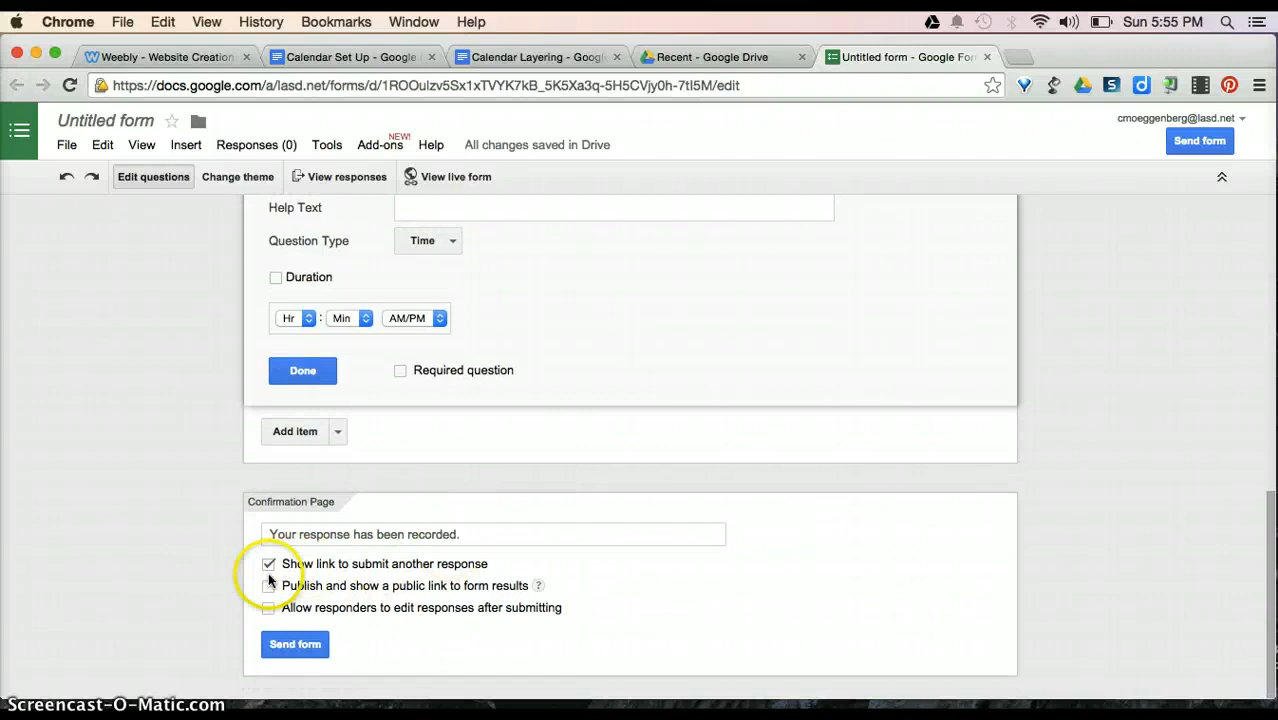 Chrome File Edit View History Bookmarks Window Help Sun 5:55 PM
Weebly - Website Creation Calendar Set Up - Google Calendar Layering - Google Recent - Google Drive Untitled form - Google For
https://docs.google.com/a/lasd.net/forms/d/1ROOulzv5Sx1xTVYK7kB_5K5Xa3q-5H5CVjy0h-7tI5M/edit
Untitled form cmoeggenberg@lasd.net
NEW!
File Edit View Insert Responses (0) Tools Add-ons Help All changes saved in Drive Send form
Edit questions Change theme View responses View live form
Help Text
Question Type Time
Duration
Hr : Min AM/PM
Done Required question
Add item
Confirmation Page
Your response has been recorded.
Show link to submit another response
Publish and show a public link to form results ?
Allow responders to edit responses after submitting
Send form
Screencast-O-Matic.com